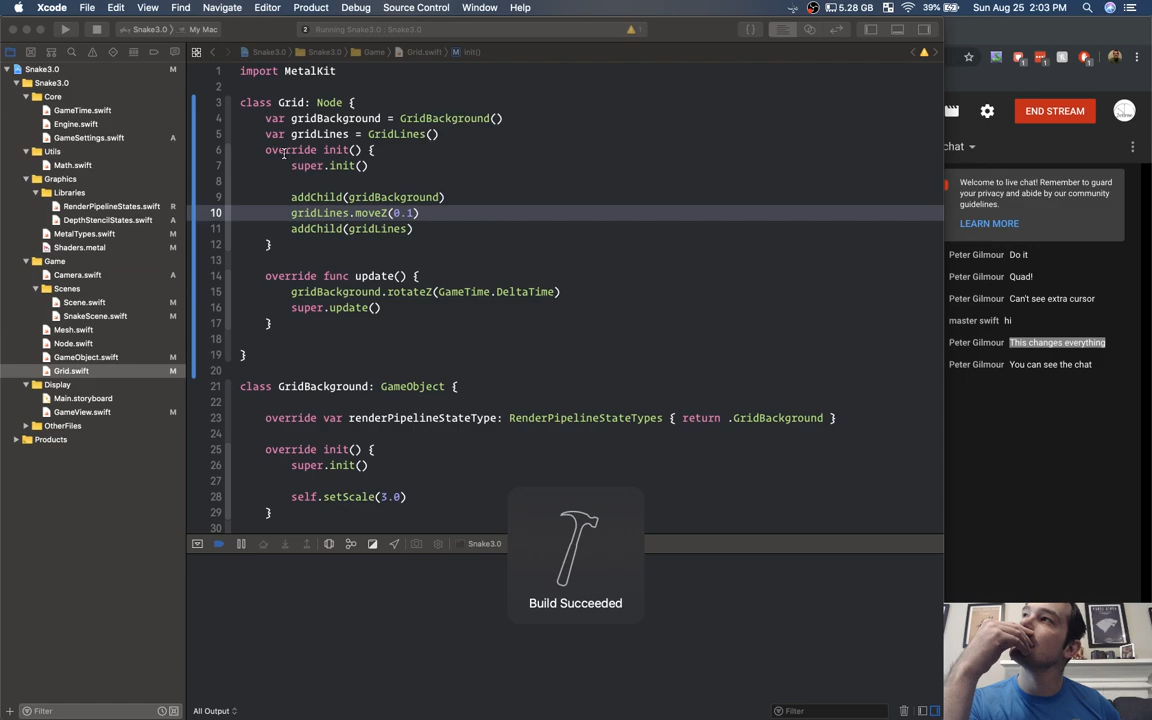 Xcode File Edit View Find Navigate Editor Product Debug Source Control Window Help 5.28 GB 39% Sun Aug 25 2:03 PM
Snake3.0 My Mac Running Snake3.0 : Snake3.0 1
END STREAM
Snake3.0 Snake3.0 Game Grid.swift init()
Snake3.0 M
Snake3.0
Core
GameTime.swift
Engine.swift
GameSettings.swift A
Utils
Math.swift
Graphics
Libraries
RenderPipelineStates.swift R
DepthStencilStates.swift M
MetalTypes.swift M
Shaders.metal M
Game
Camera.swift A
Scenes
Scene.swift M
SnakeScene.swift M
Mesh.swift M
Node.swift M
GameObject.swift M
Grid.swift M
Display
Main.storyboard
GameView.swift M
OtherFiles
Products
Filter
1 import MetalKit
2
3 class Grid: Node {
4 var gridBackground = GridBackground()
5 var gridLines = GridLines()
6 override init() {
7 super.init()
8
9 addChild(gridBackground)
10 gridLines.moveZ(0.1)
11 addChild(gridLines)
12 }
13
14 override func update() {
15 gridBackground.rotateZ(GameTime.DeltaTime)
16 super.update()
17 }
18
19 }
20
21 class GridBackground: GameObject {
22
23 override var renderPipelineStateType: RenderPipelineStateTypes { return .GridBackground }
24
25 override init() {
26 super.init()
27
28 self.setScale(3.0)
29 }
30
Build Succeeded
Snake3.0
All Output
Filter
chat
Welcome to live chat! Remember to guard
your privacy and abide by our community
guidelines.
LEARN MORE
Peter Gilmour Do it
Peter Gilmour Quad!
Peter Gilmour Can't see extra cursor
master swift hi
Peter Gilmour This changes everything
Peter Gilmour You can see the chat